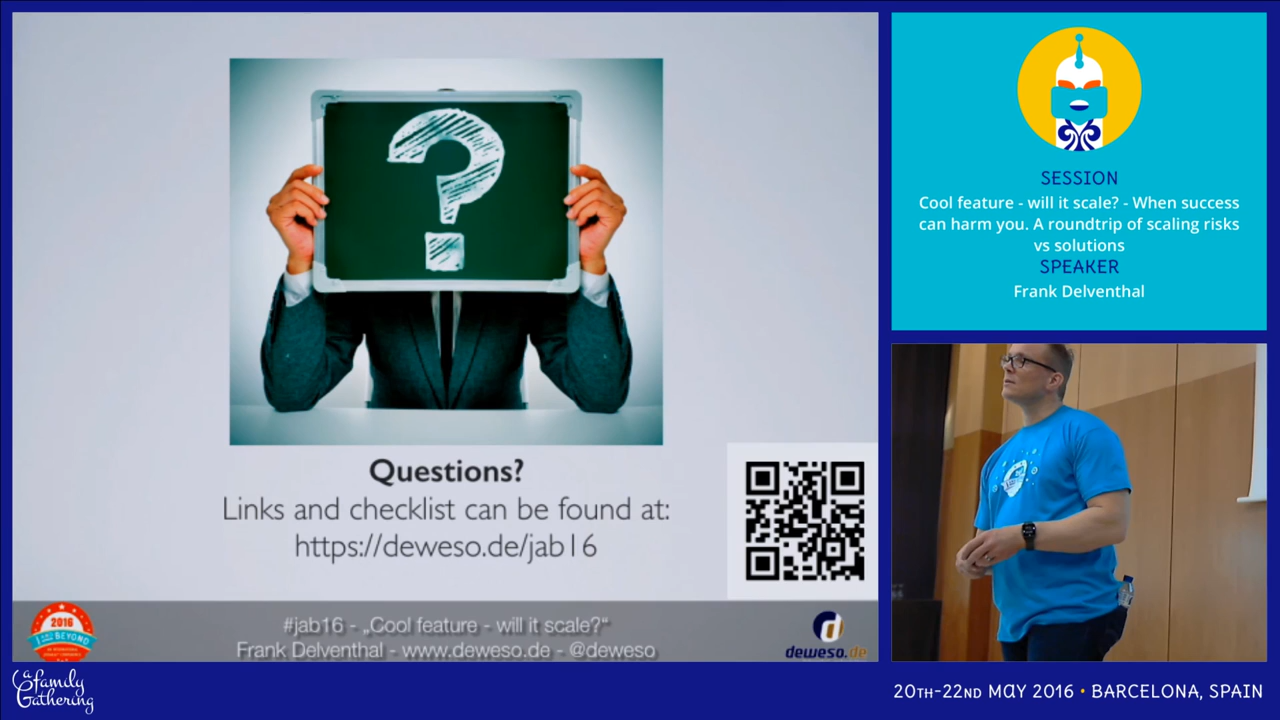 ?
Questions?
Links and checklist can be found at:
https://deweso.de/jab16
#jab16 - „Cool feature - will it scale?“
Frank Delventhal - www.deweso.de - @deweso
2016
BEYOND
deweso.de
SESSION
Cool feature - will it scale? - When success
can harm you. A roundtrip of scaling risks
vs solutions
SPEAKER
Frank Delventhal
a family
Gathering
20TH-22ND MAY 2016 • BARCELONA, SPAIN